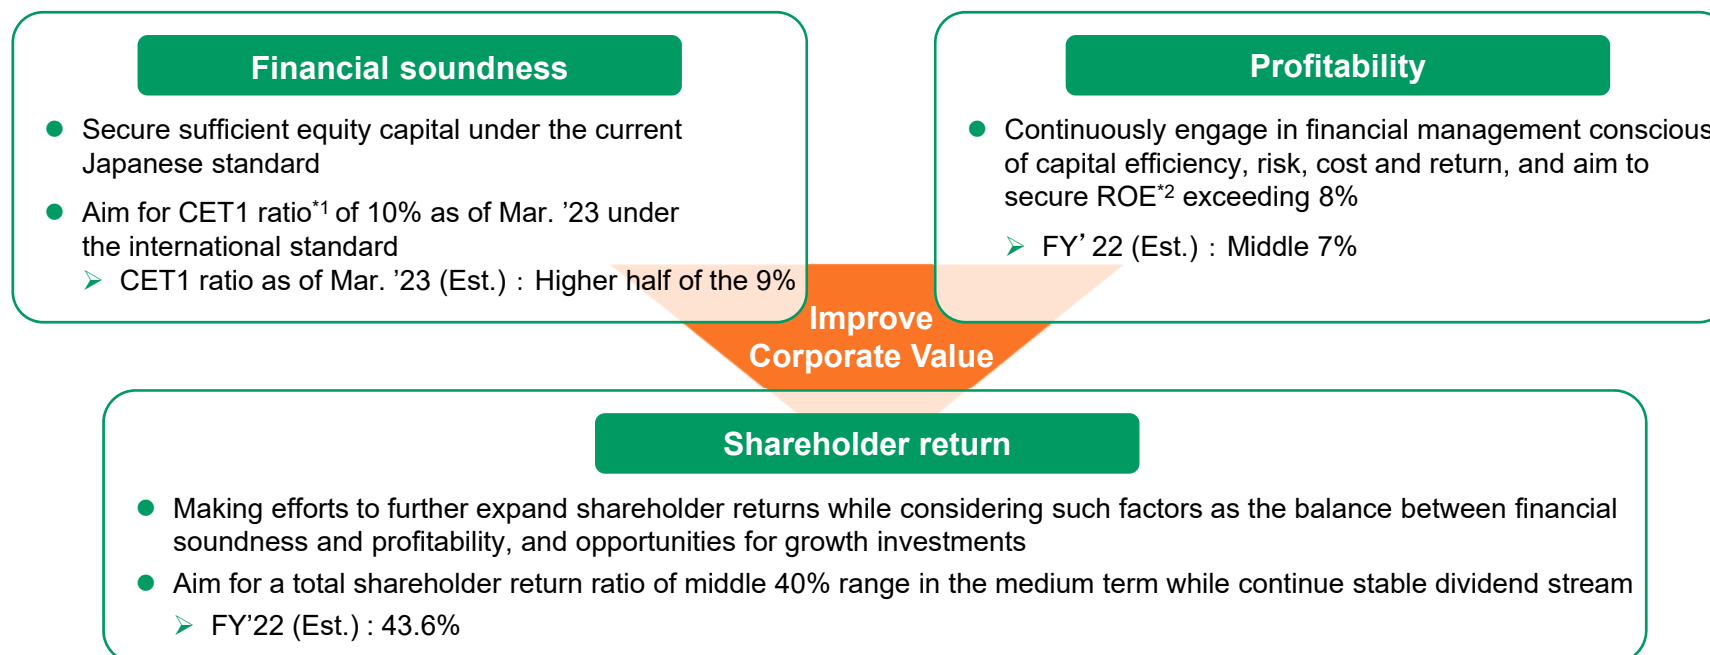 Financial soundness
Secure sufficient equity capital under the current
Japanese standard
Aim for CET1 ratio*1 of 10% as of Mar. ’23 under
the international standard
CET1 ratio as of Mar. ’23 (Est.) : Higher half of the 9%
Profitability
Continuously engage in financial management conscious
of capital efficiency, risk, cost and return, and aim to
secure ROE*2 exceeding 8%
FY’ 22 (Est.) : Middle 7%
Improve
Corporate Value
Shareholder return
Making efforts to further expand shareholder returns while considering such factors as the balance between financial
soundness and profitability, and opportunities for growth investments
Aim for a total shareholder return ratio of middle 40% range in the medium term while continue stable dividend stream
FY’22 (Est.) : 43.6%